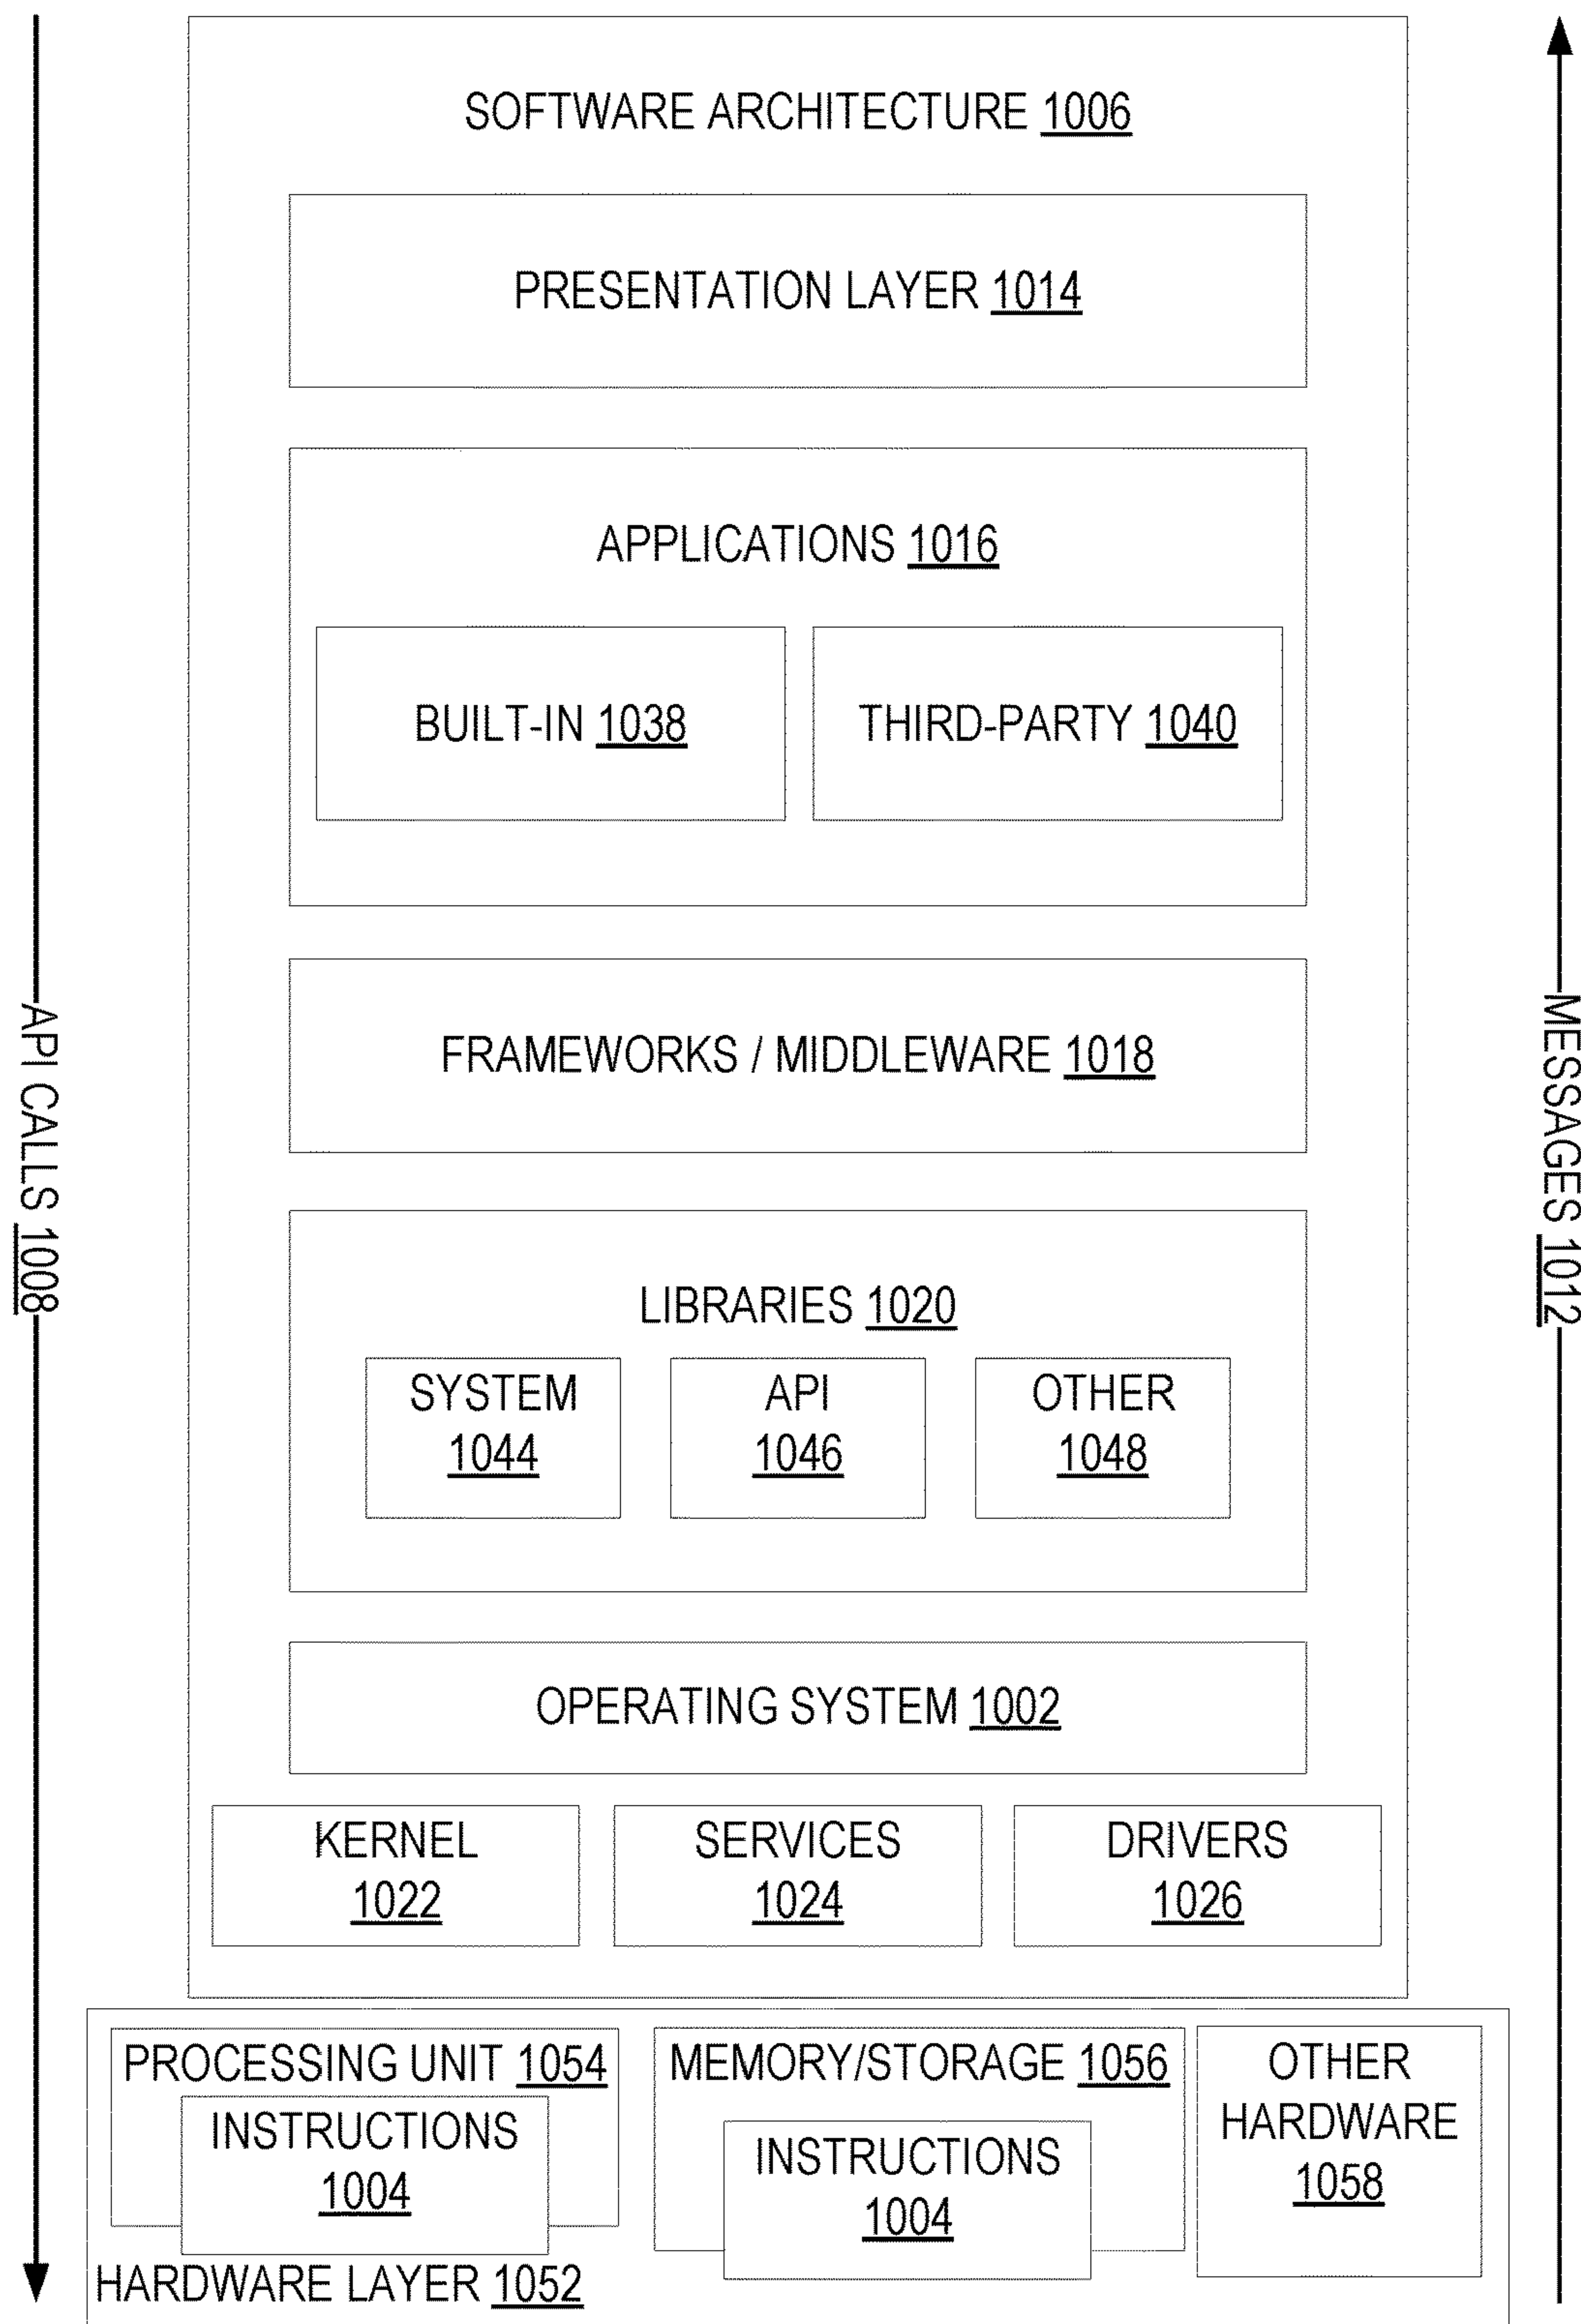 SOFTWARE ARCHITECTURE 1006
PRESENTATION LAYER 1014
APPLICATIONS 1016
BUILT-IN 1038
THIRD-PARTY 1040
FRAMEWORKS / MIDDLEWARE 1018
API CALLS 1008
MESSAGES 1012
LIBRARIES 1020
SYSTEM
1044
API
1046
OTHER
1048
OPERATING SYSTEM 1002
KERNEL
1022
SERVICES
1024
DRIVERS
1026
PROCESSING UNIT 1054
INSTRUCTIONS
1004
MEMORY/STORAGE 1056
INSTRUCTIONS
1004
OTHER
HARDWARE
1058
HARDWARE LAYER 1052